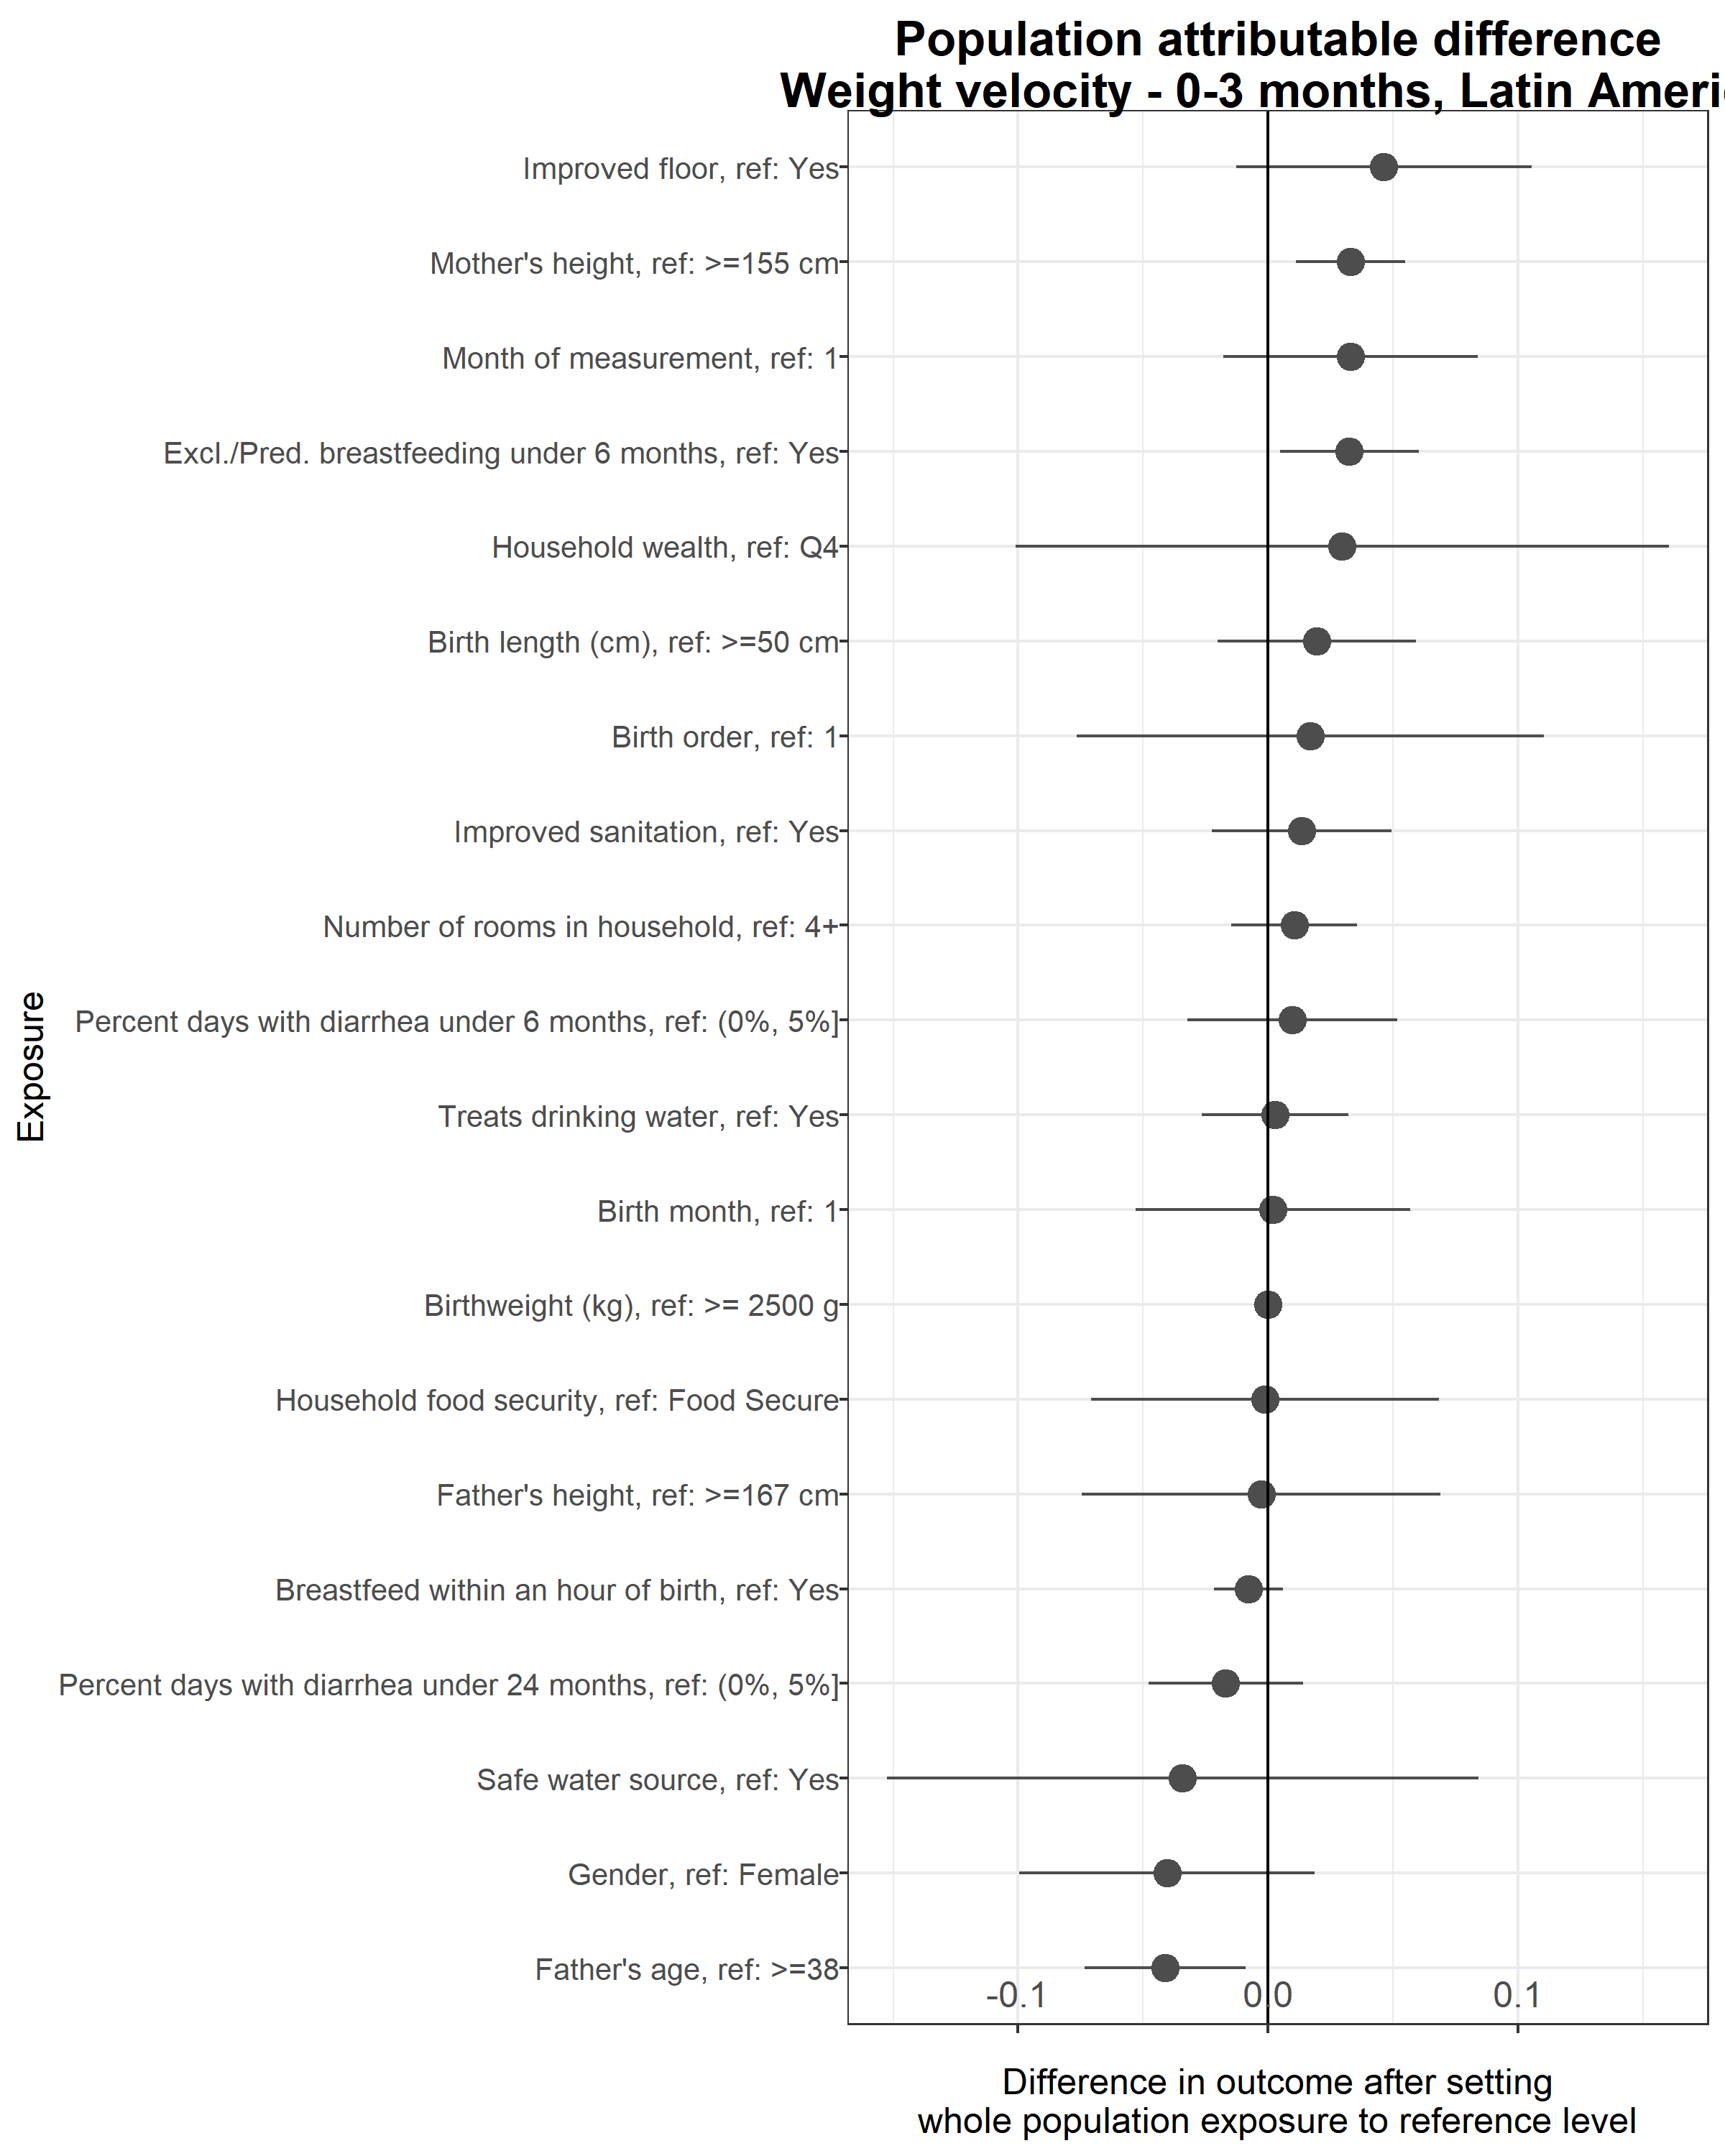 Population attributable difference
Weight velocity - 0-3 months, Latin Ameri
Improved floor, ref: Yes
Mother's height, ref: >=155 cm
Month of measurement, ref: 1
Excl./Pred. breastfeeding under 6 months, ref: Yes
Household wealth, ref: Q4
Birth length (cm), ref: >=50 cm
Birth order, ref: 1
Improved sanitation, ref: Yes
Number of rooms in household, ref: 4+
Percent days with diarrhea under 6 months, ref: (0%, 5%]
Treats drinking water, ref: Yes
Birth month, ref: 1
Birthweight (kg), ref: >= 2500 g
Household food security, ref: Food Secure
Father's height, ref: >=167 cm
Breastfeed within an hour of birth, ref: Yes
Percent days with diarrhea under 24 months, ref: (0%, 5%]
Safe water source, ref: Yes
Gender, ref: Female
Father's age, ref: >=38
Exposure
-0.1 0.0 0.1
Difference in outcome after setting
whole population exposure to reference level